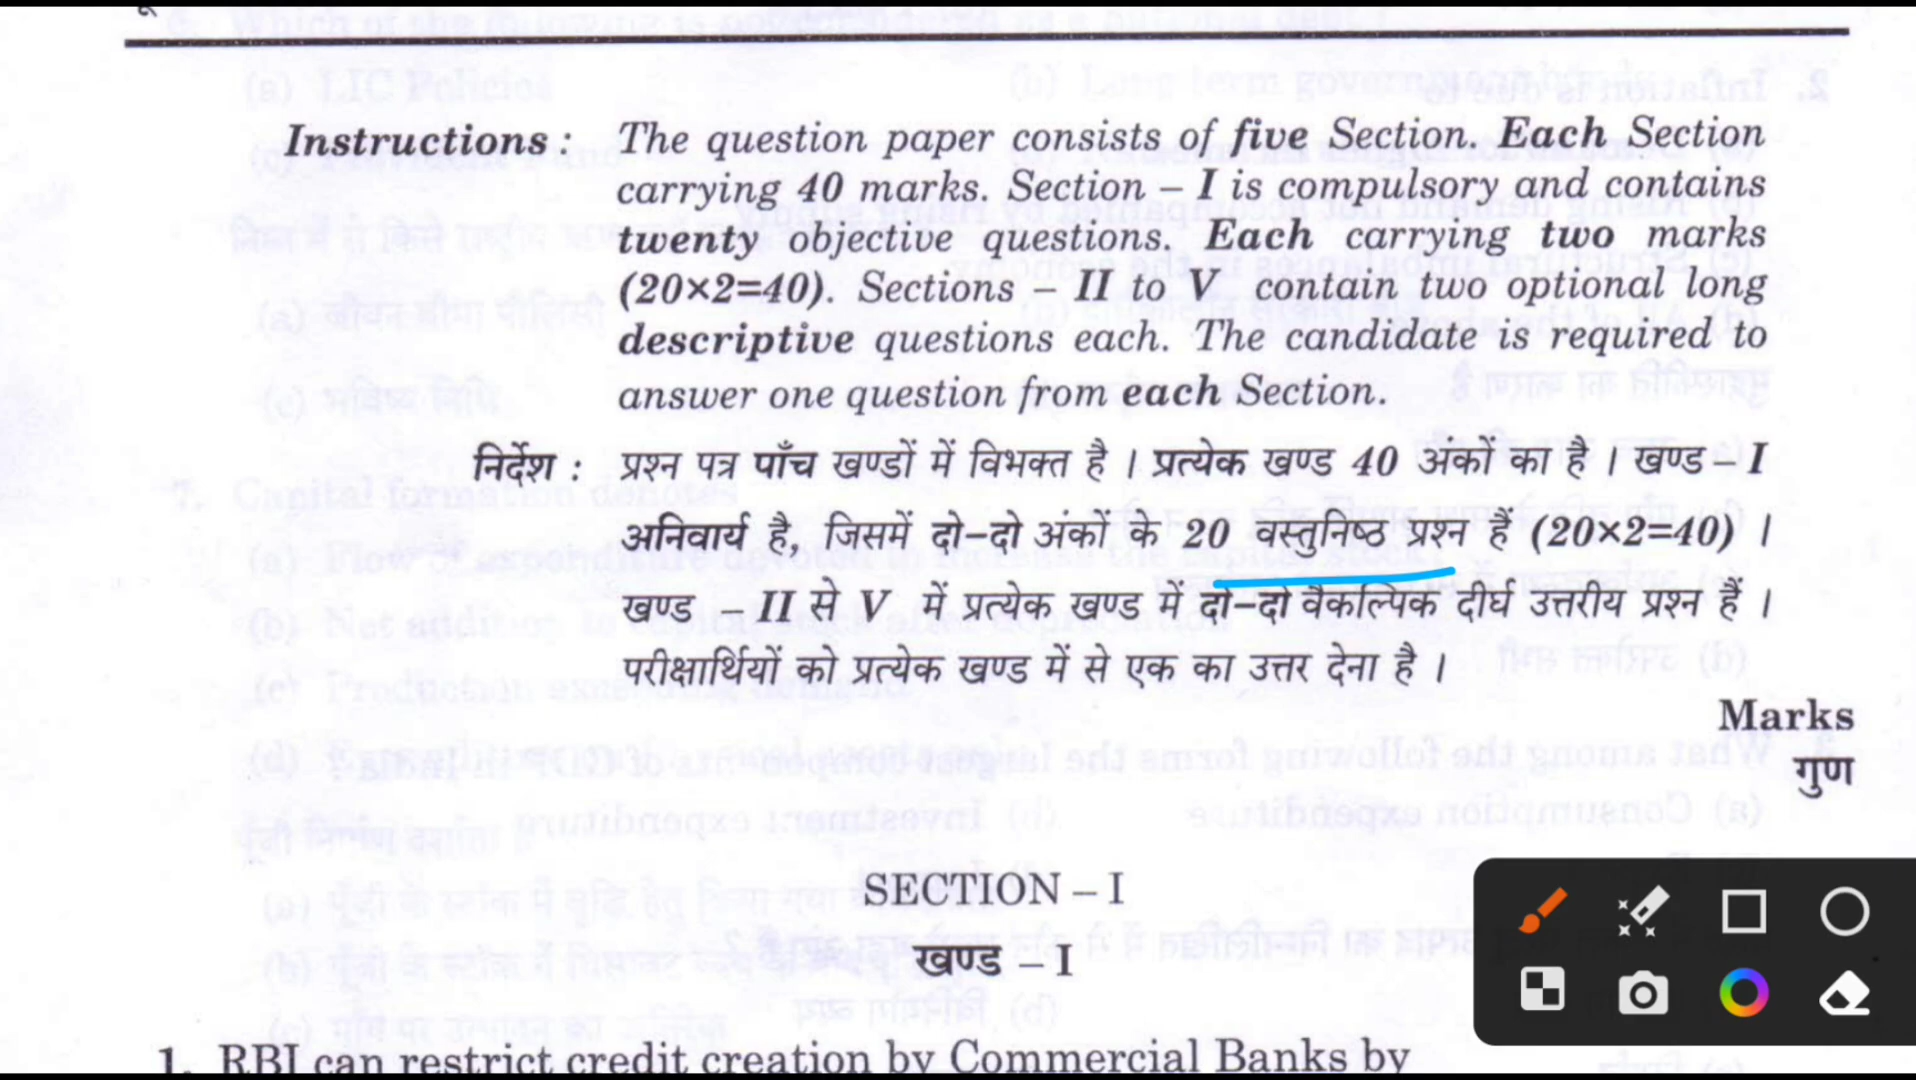 Instructions : The question paper consists of five Section. Each Section
carrying 40 marks. Section – I is compulsory and contains
twenty objective questions. Each carrying two marks
(20×2=40). Sections – II to V contain two optional long
descriptive questions each. The candidate is required to
answer one question from each Section.
निर्देश : प्रश्न पत्र पाँच खण्डों में विभक्त है । प्रत्येक खण्ड 40 अंकों का है । खण्ड – I
अनिवार्य है, जिसमें दो–दो अंकों के 20 वस्तुनिष्ठ प्रश्न हैं (20×2=40) ।
खण्ड – II से V में प्रत्येक खण्ड में दो–दो वैकल्पिक दीर्घ उत्तरीय प्रश्न हैं ।
परीक्षार्थियों को प्रत्येक खण्ड में से एक का उत्तर देना है ।
Marks
गुण
SECTION – I
खण्ड – I
1. RBI can restrict credit creation by Commercial Banks by